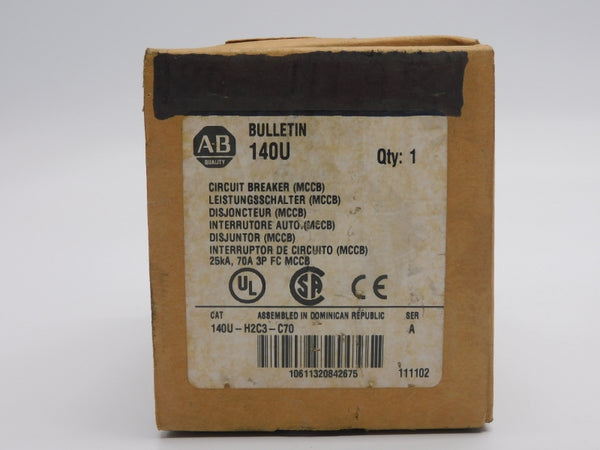 A-B
QUALITY
BULLETIN
140U
Qty: 1
CIRCUIT BREAKER (MCCB)
LEISTUNGSSCHALTER (MCCB)
DISJONCTEUR (MCCB)
INTERRUTORE AUTO.(MCCB)
DISJUNTOR (MCCB)
INTERRUPTOR DE CIRCUITO (MCCB)
25kA, 70A 3P FC MCCB
UL
SA
CE
CAT ASSEMBLED IN DOMINICAN REPUBLIC SER
140U-H2C3-C70 A
10611320842675
111102